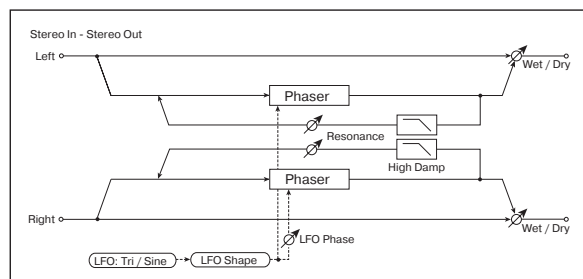 Stereo In - Stereo Out
Left
Wet / Dry
Phaser
Resonance
High Damp
Phaser
Right
Wet / Dry
LFO Phase
LFO: Tri / Sine
LFO Shape